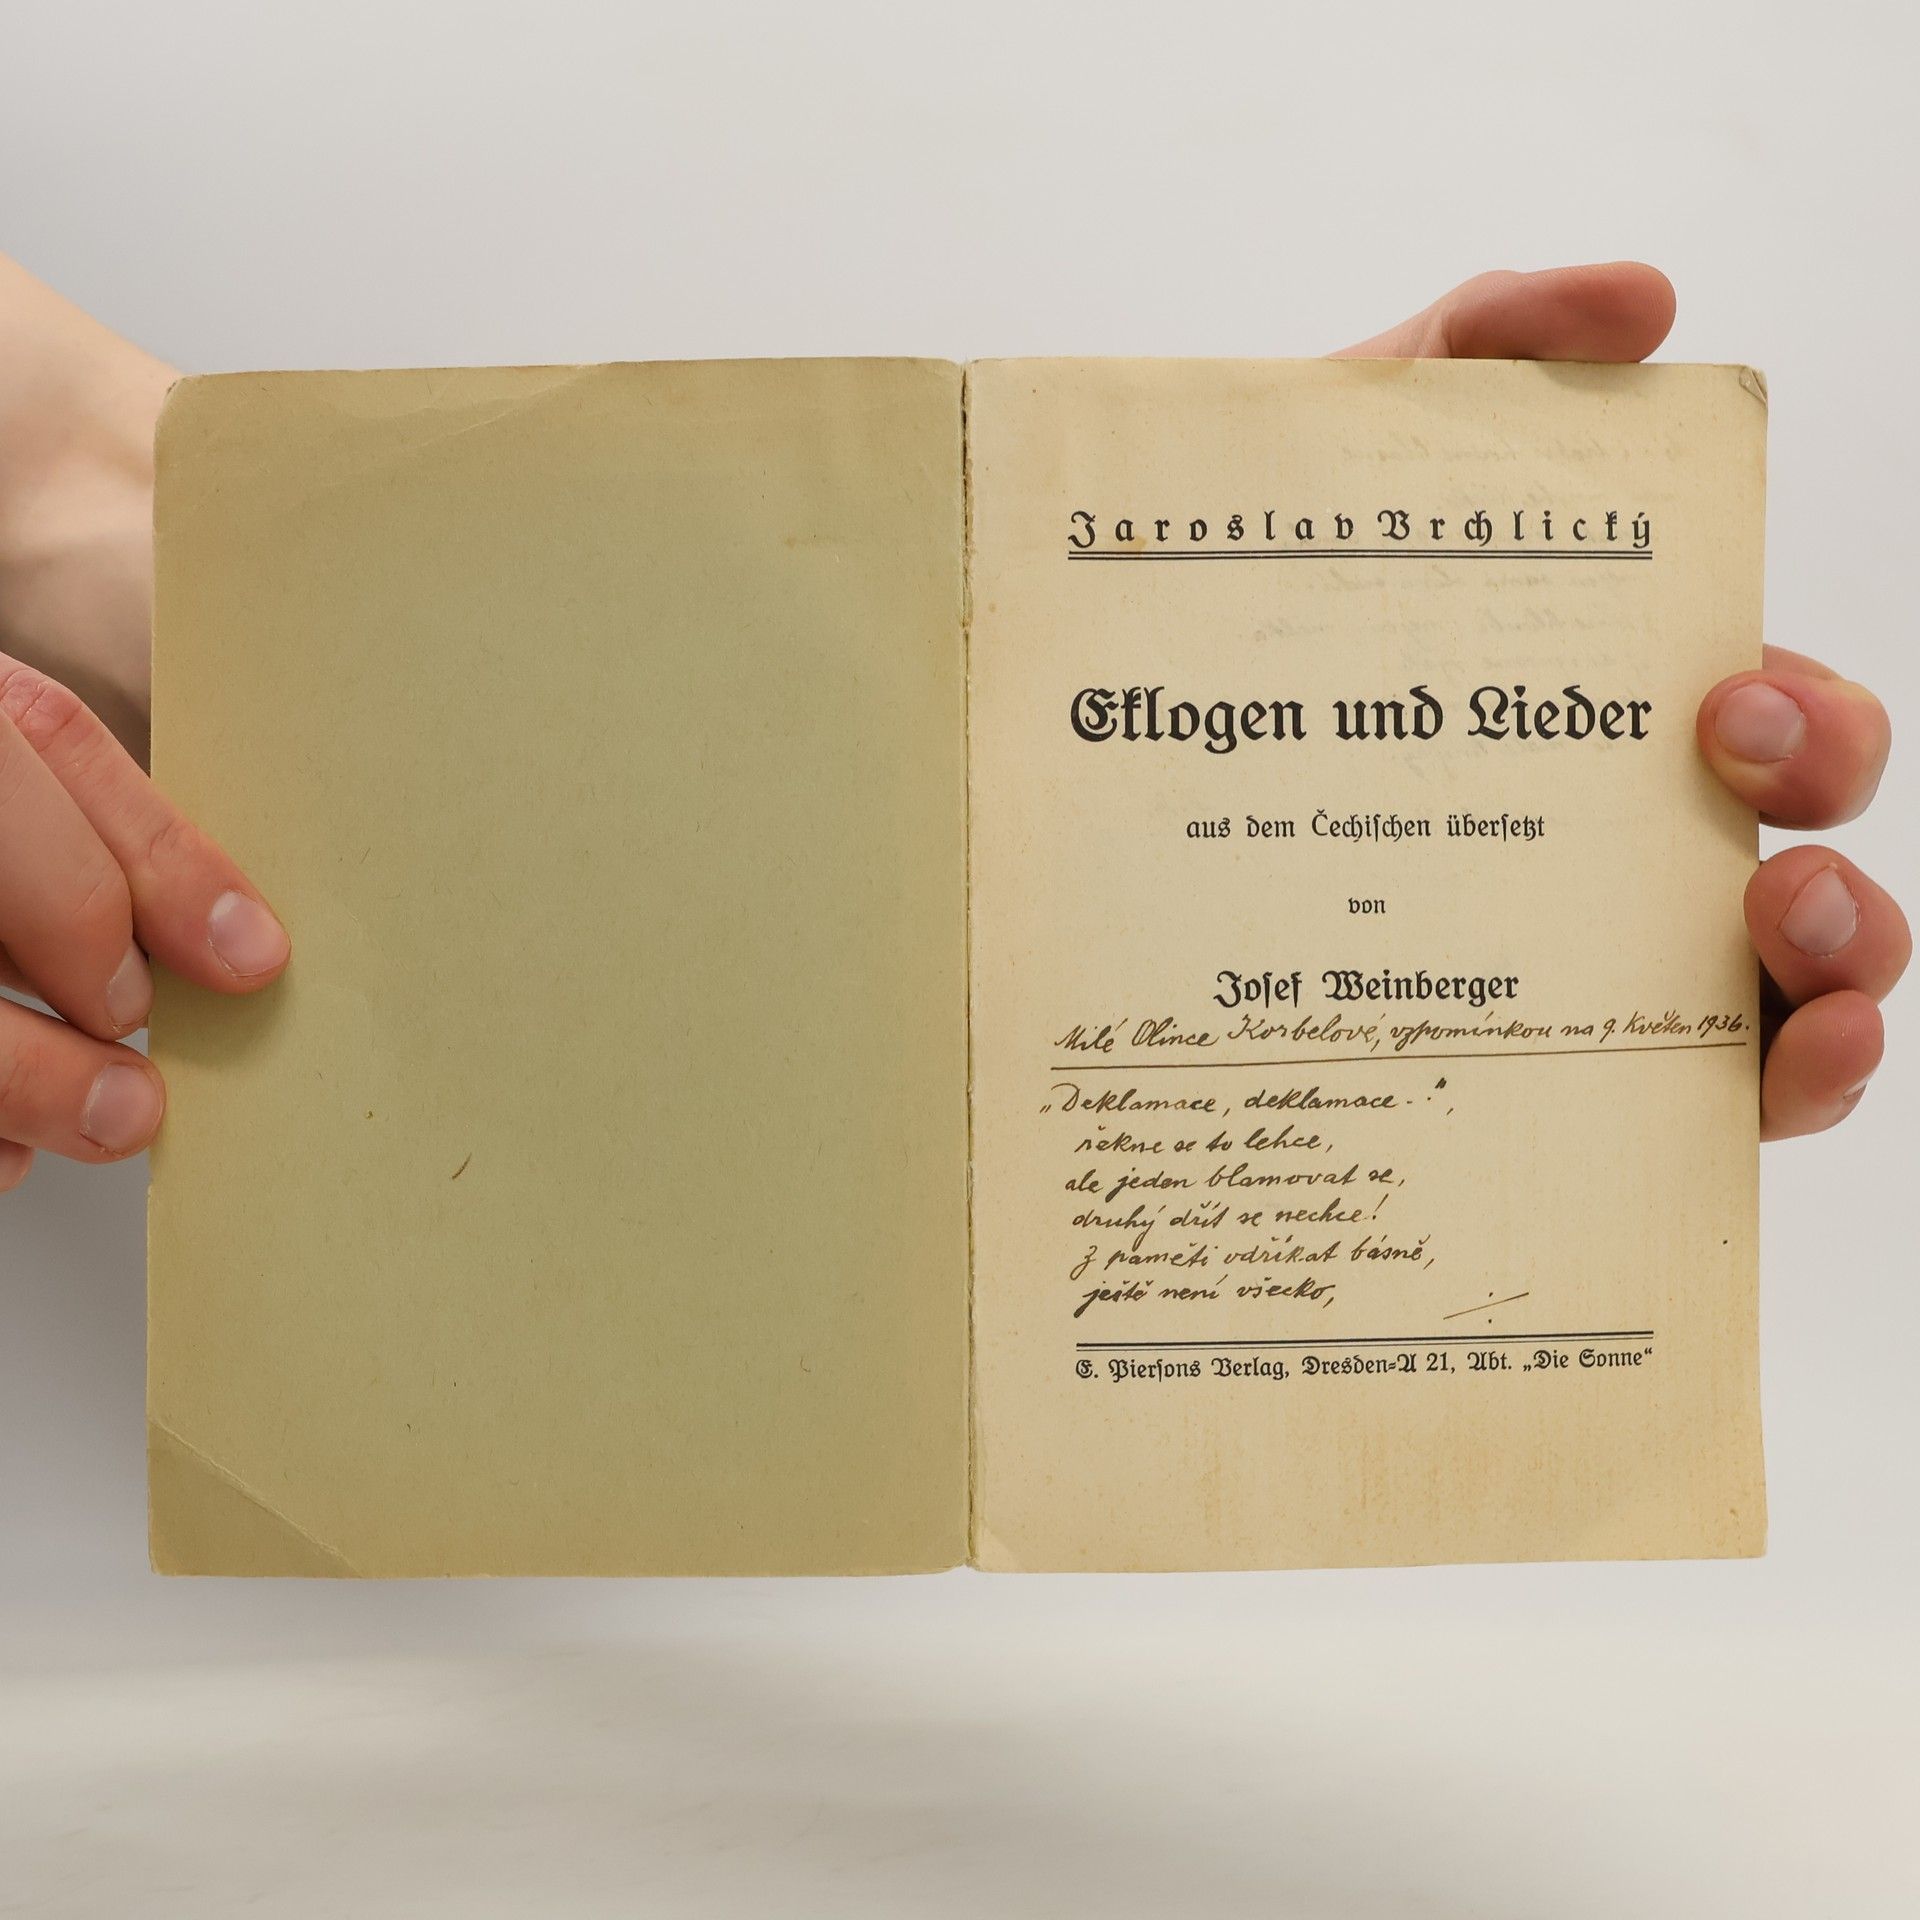 Jaroslav Vrchlický
Eklogen und Lieder
aus dem Čechischen übersetzt
von
Josef Weinberger
Milé Olince Korbelové, vzpomínkou na 9. Květen 1936.
„Deklamace, deklamace - ·",
řekne se to lehce,
ale jeden blamovat se,
druhý dřít se nechce!
Z paměti odříkat básně,
ještě není všecko,
E. Piersons Verlag, Dresden=A 21, Abt. „Die Sonne“